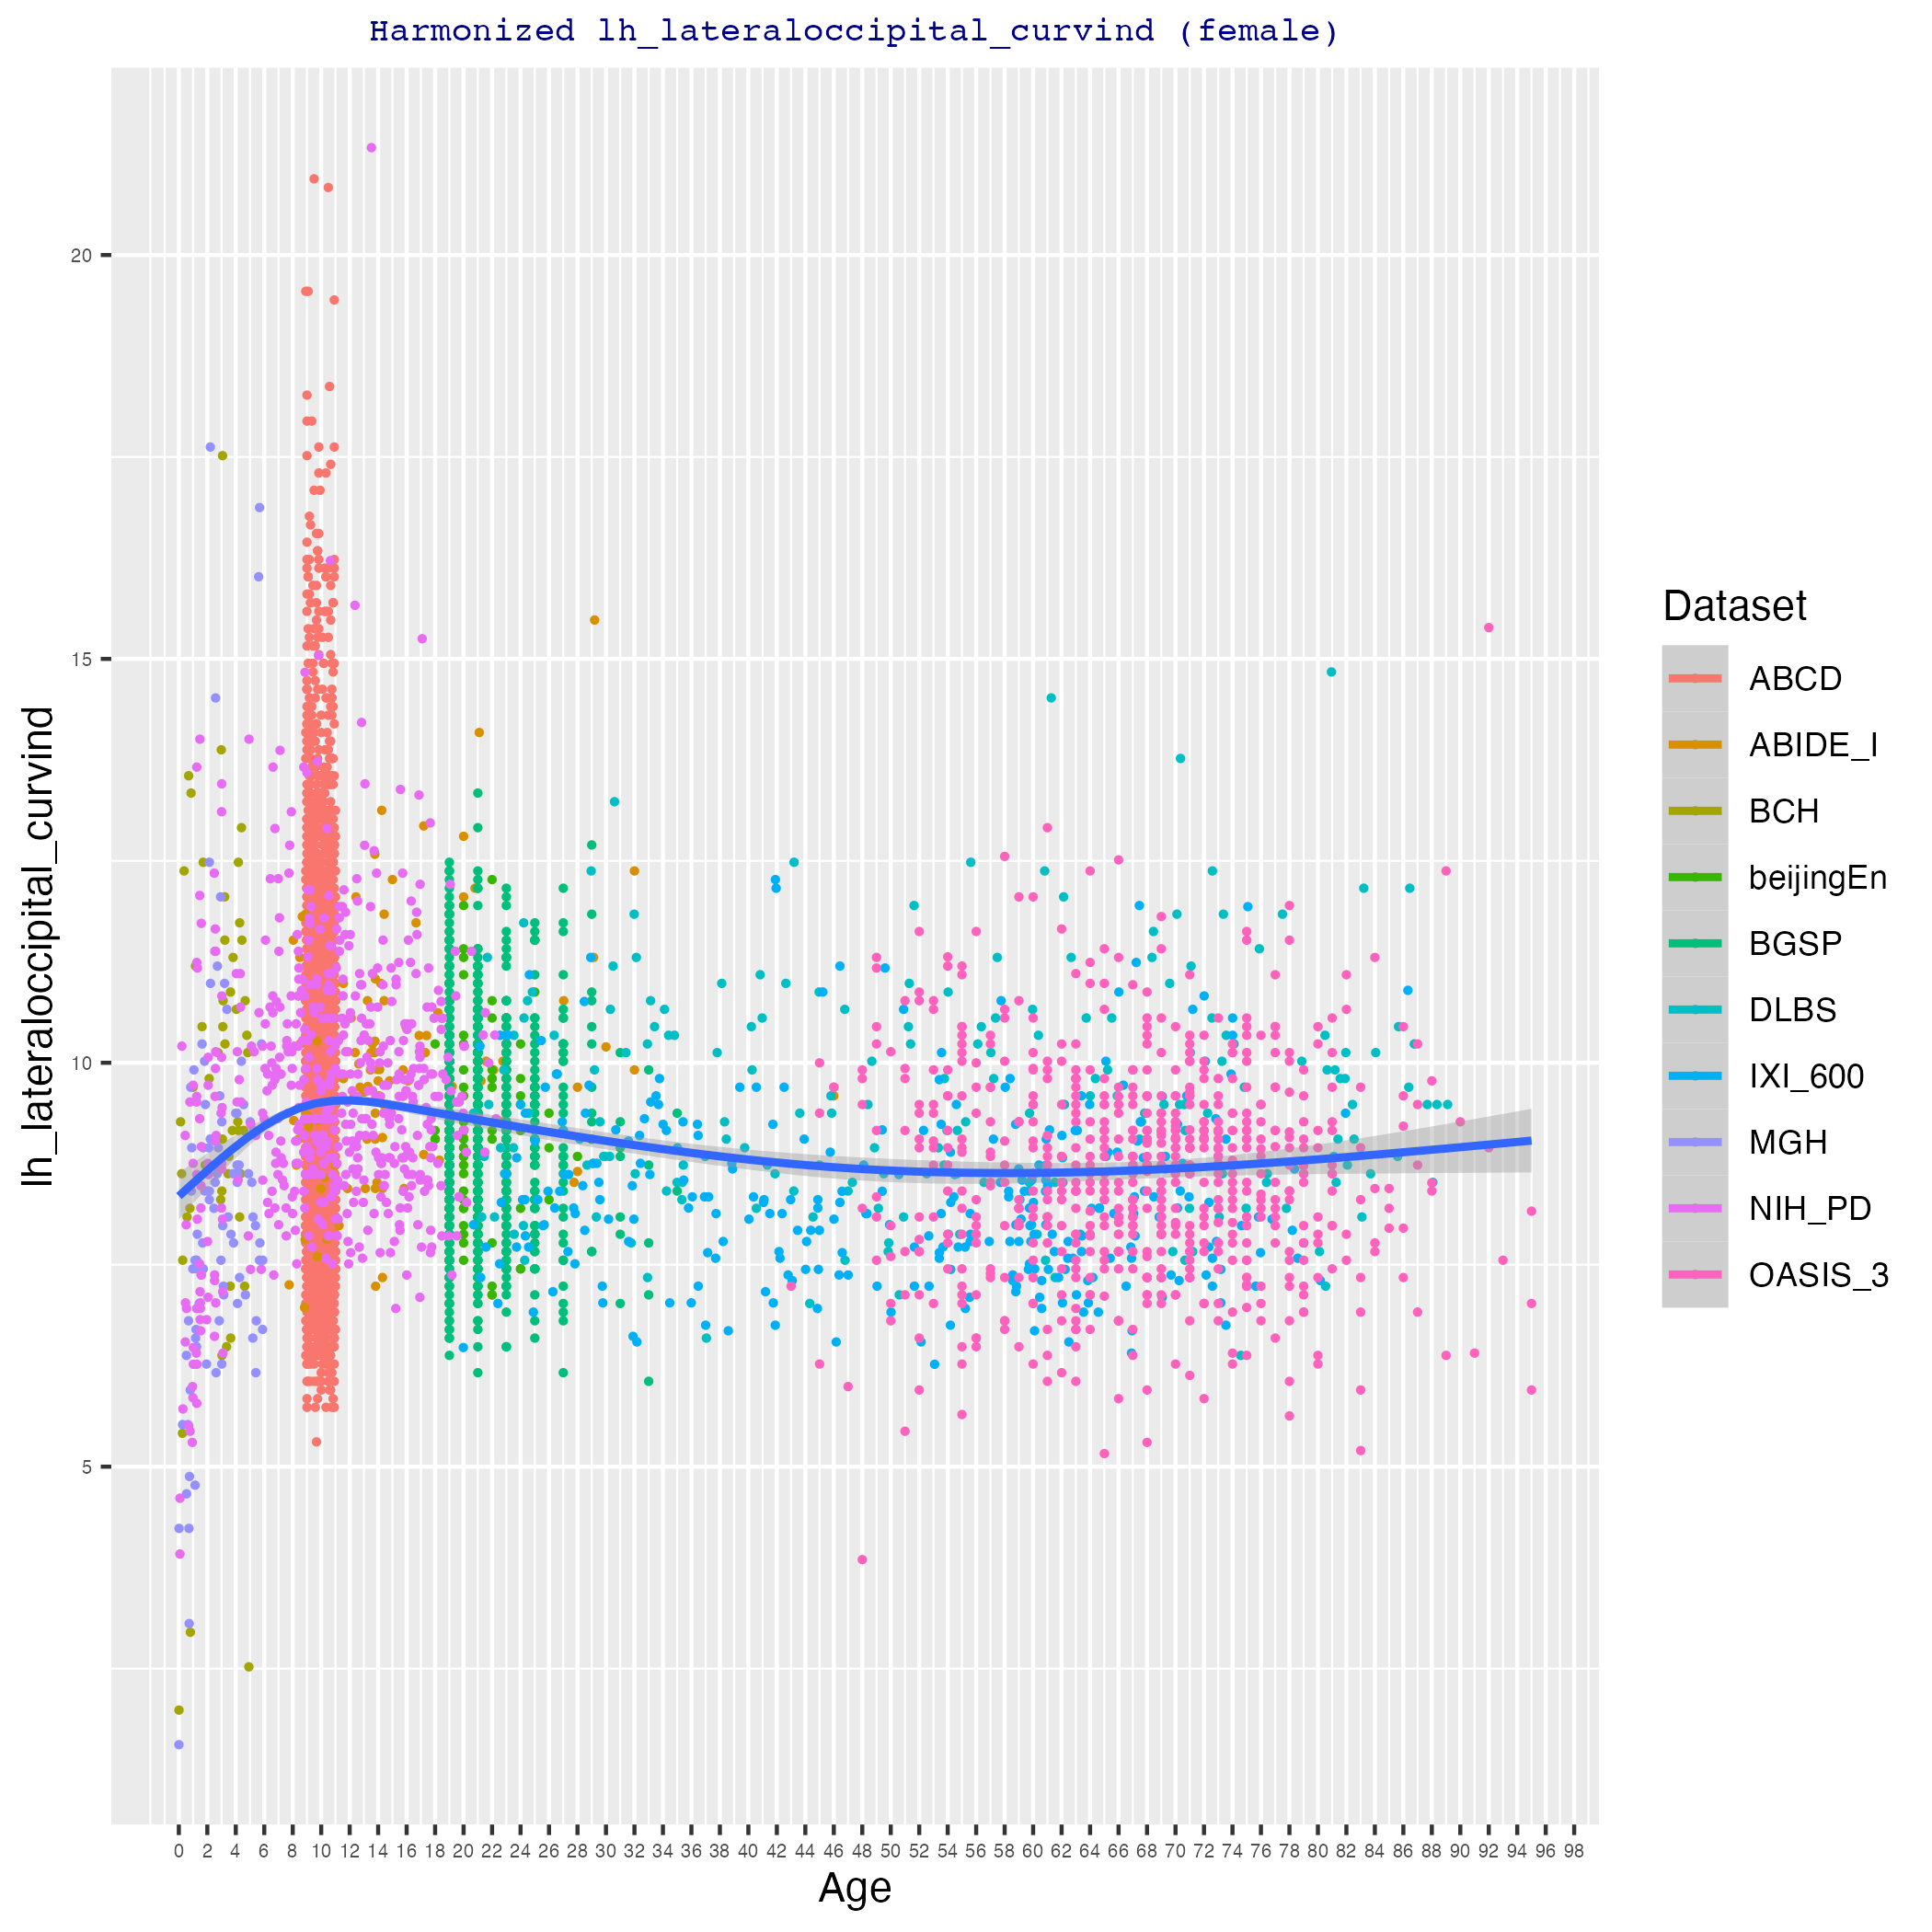 Harmonized lh_lateraloccipital_curvind (female)
lh_lateraloccipital_curvind
20
15
10
5
0 2 4 6 8 10 12 14 16 18 20 22 24 26 28 30 32 34 36 38 40 42 44 46 48 50 52 54 56 58 60 62 64 66 68 70 72 74 76 78 80 82 84 86 88 90 92 94 96 98
Age
Dataset
ABCD
ABIDE_I
BCH
beijingEn
BGSP
DLBS
IXI_600
MGH
NIH_PD
OASIS_3